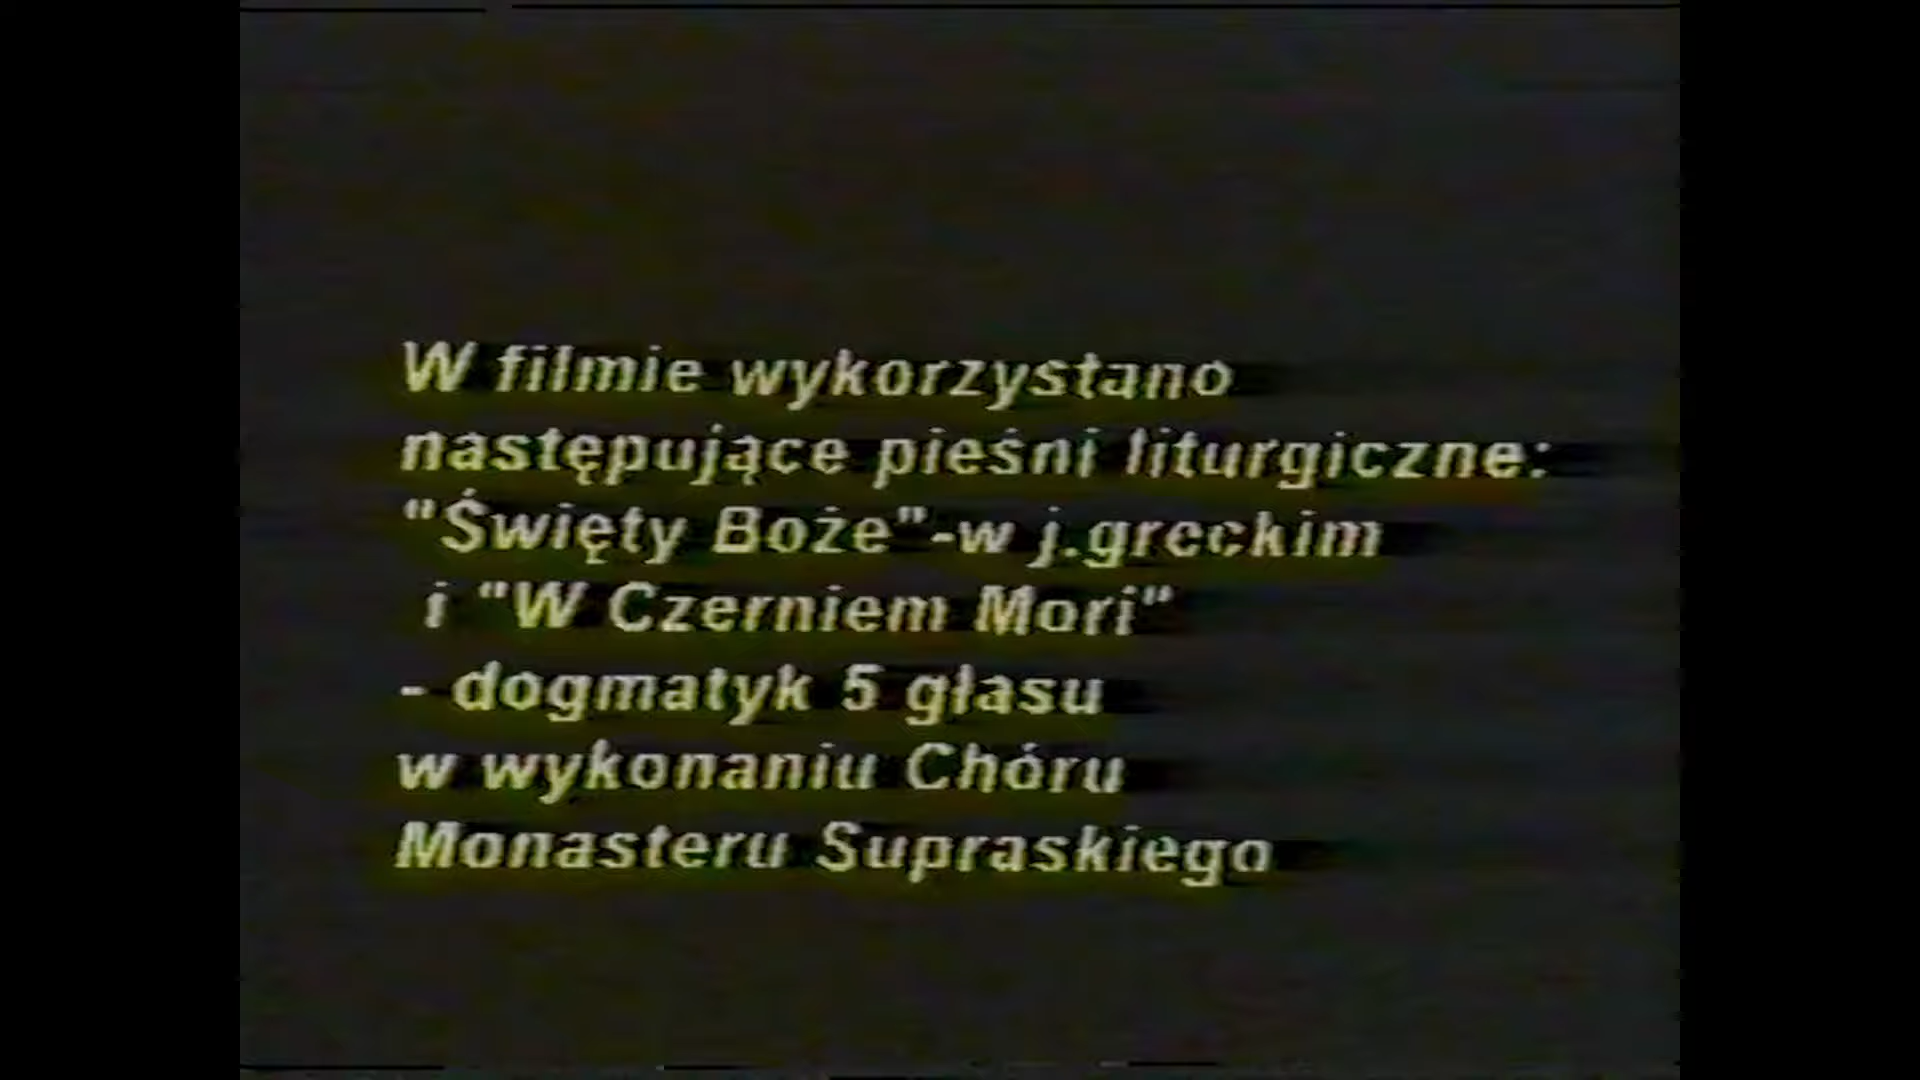 W filmie wykorzystano
następujące pieśni liturgiczne:
"Święty Boże"-w j.greckim
i "W Czerniem Mori"
- dogmatyk 5 głasu
w wykonaniu Chóru
Monasteru Supraskiego